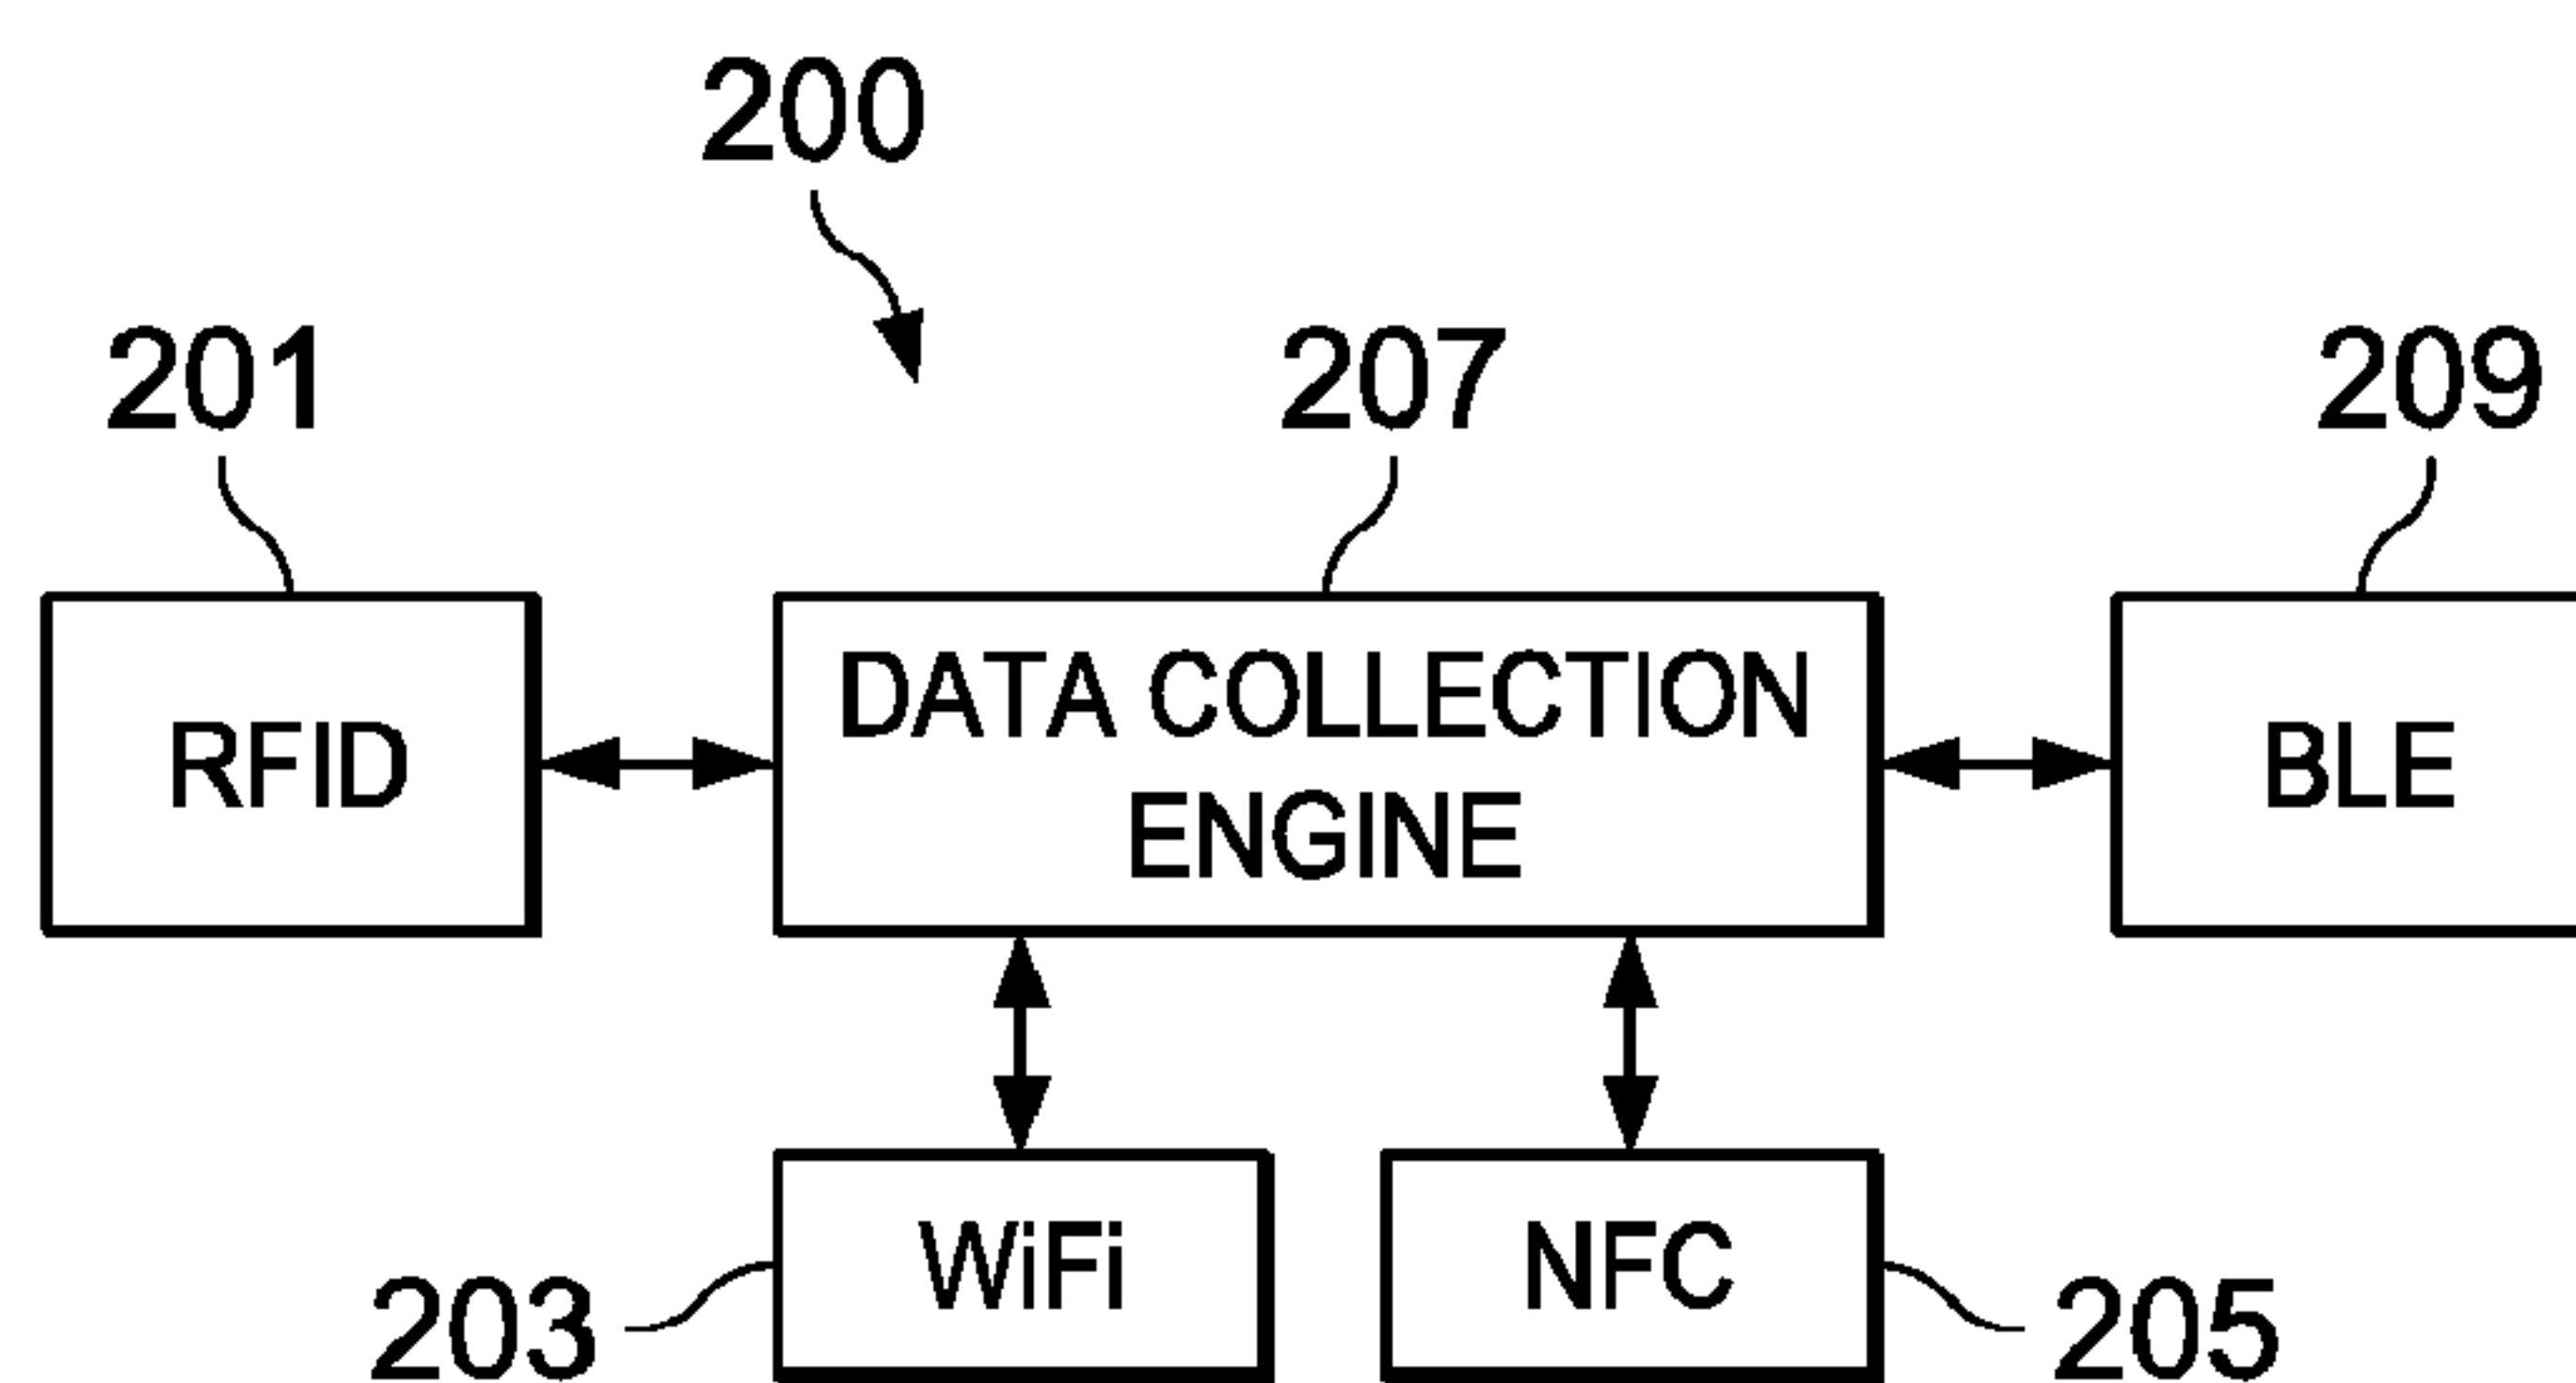 200
201
207
209
RFID
DATA COLLECTION
ENGINE
BLE
WiFi
NFC
203
205